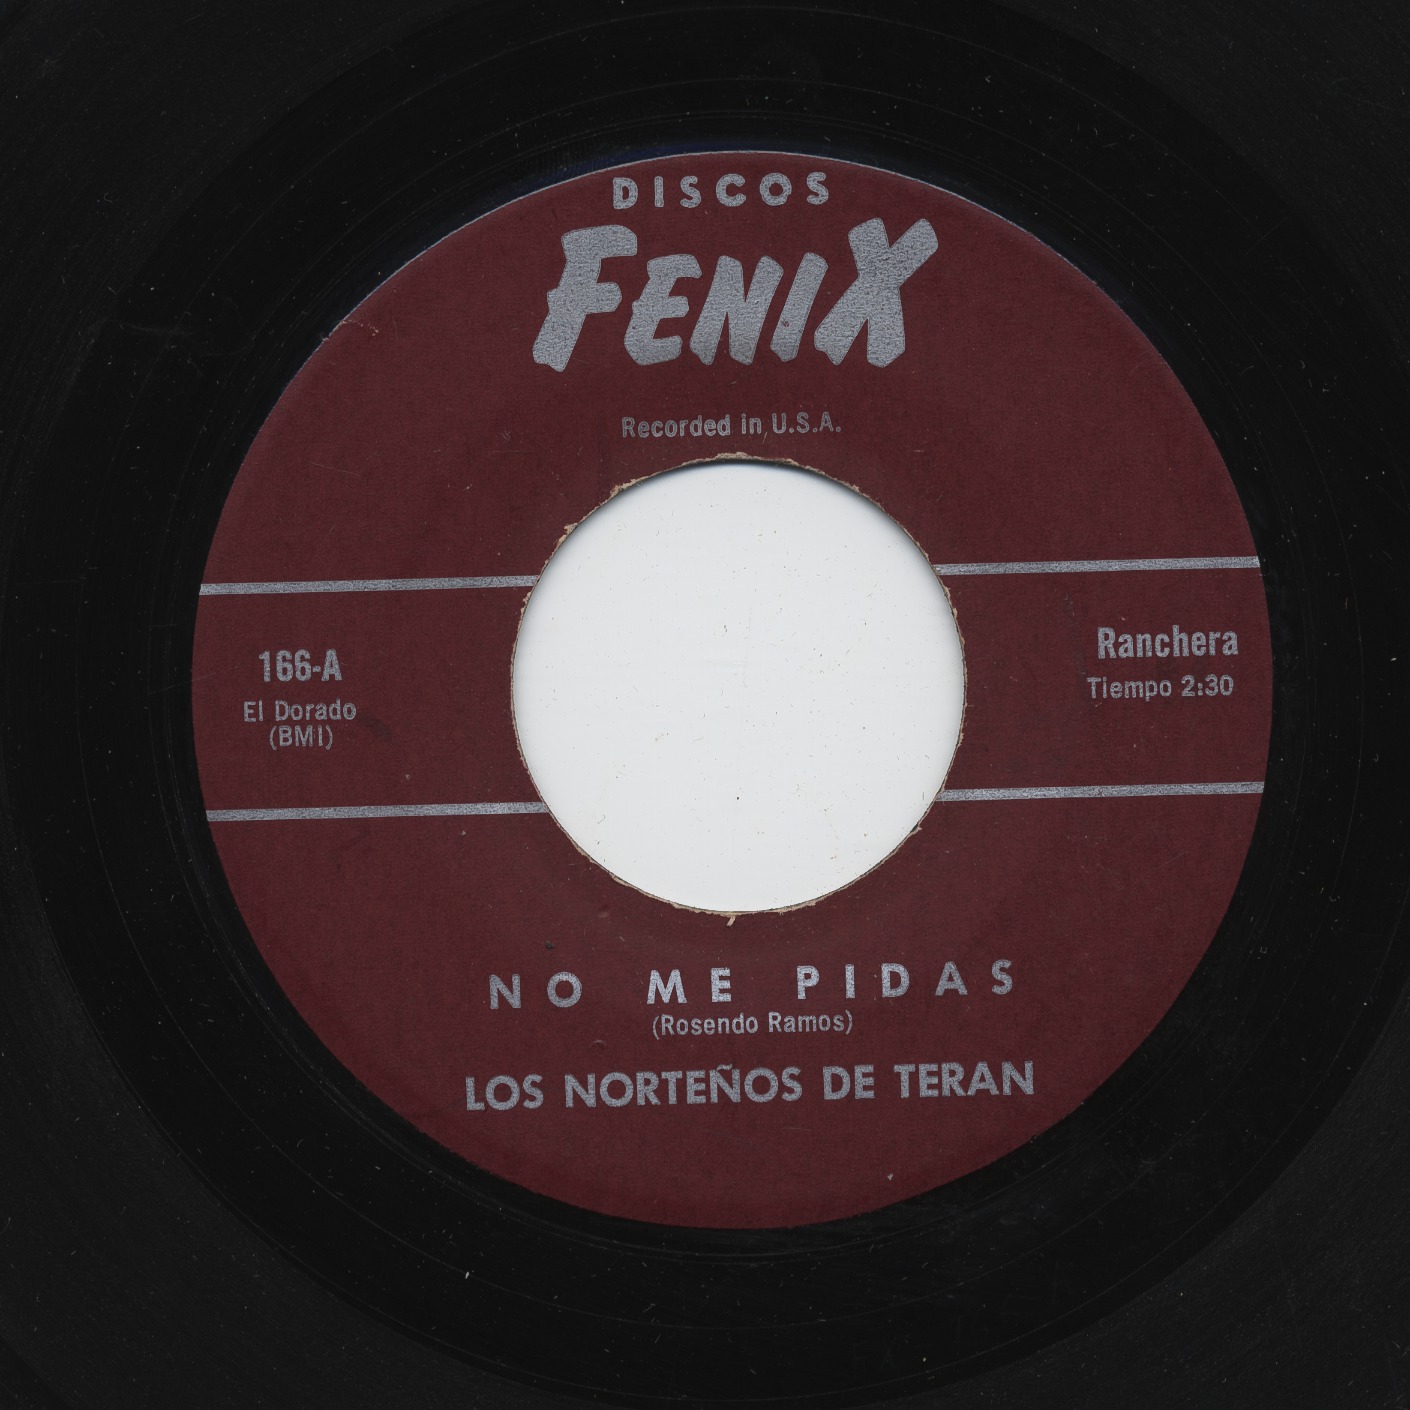 DISCOS
FENIX
Recorded in U.S.A.
166-A
El Dorado
(BMI)
Ranchera
Tiempo 2:30
NO ME PIDAS
(Rosendo Ramos)
LOS NORTEÑOS DE TERAN